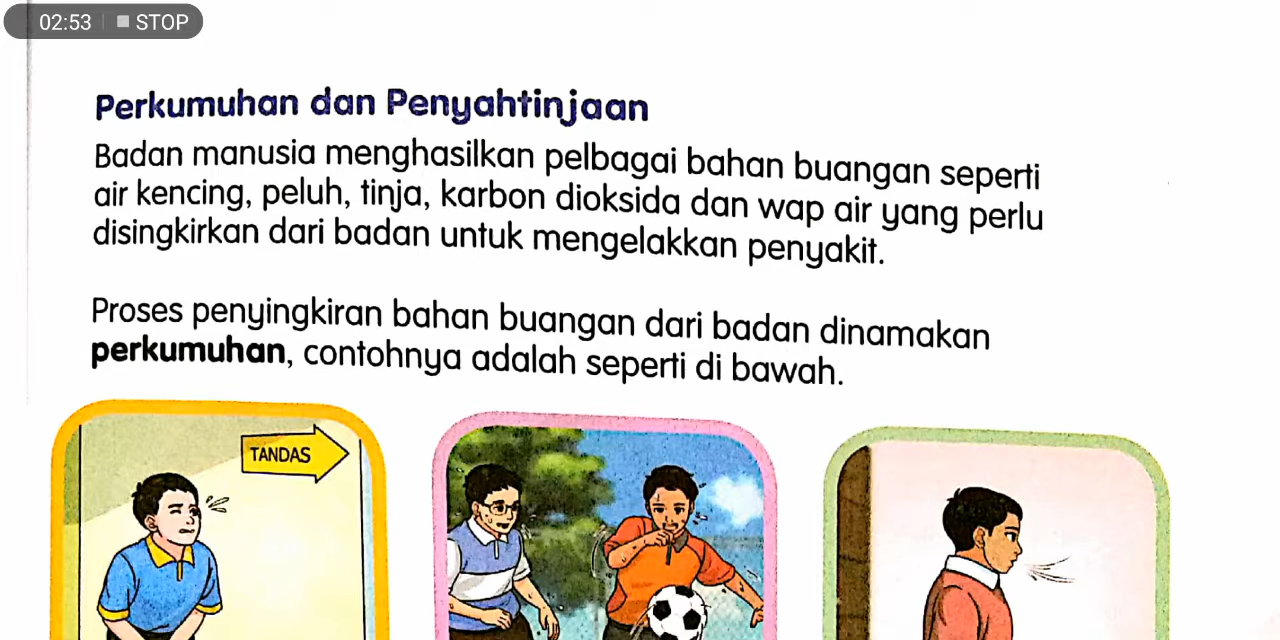 02:53 STOP
Perkumuhan dan Penyahtinjaan
Badan manusia menghasilkan pelbagai bahan buangan seperti
air kencing, peluh, tinja, karbon dioksida dan wap air yang perlu
disingkirkan dari badan untuk mengelakkan penyakit.
Proses penyingkiran bahan buangan dari badan dinamakan
perkumuhan, contohnya adalah seperti di bawah.
TANDAS